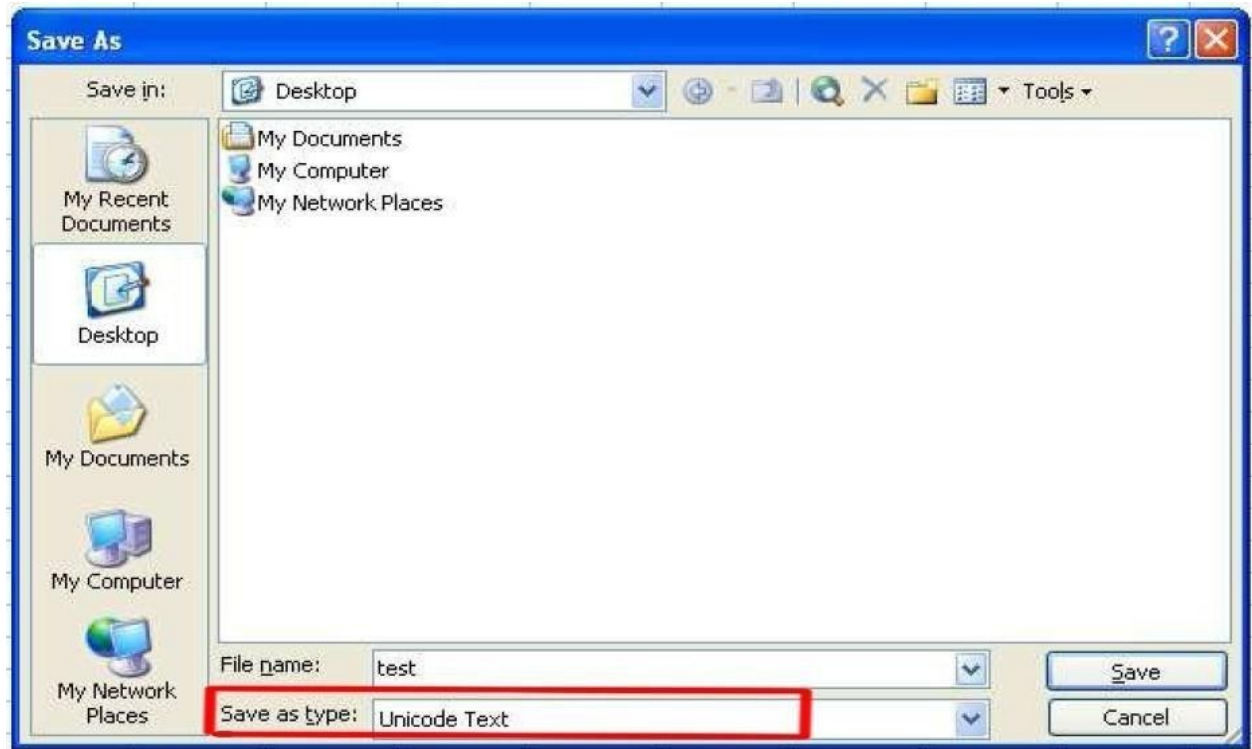 Save As
Save in:
Desktop
Tools
My Documents
My Computer
My Network Places
My Recent
Documents
Desktop
My Documents
My Computer
My Network
Places
File name:
test
Save
Save as type:
Unicode Text
Cancel